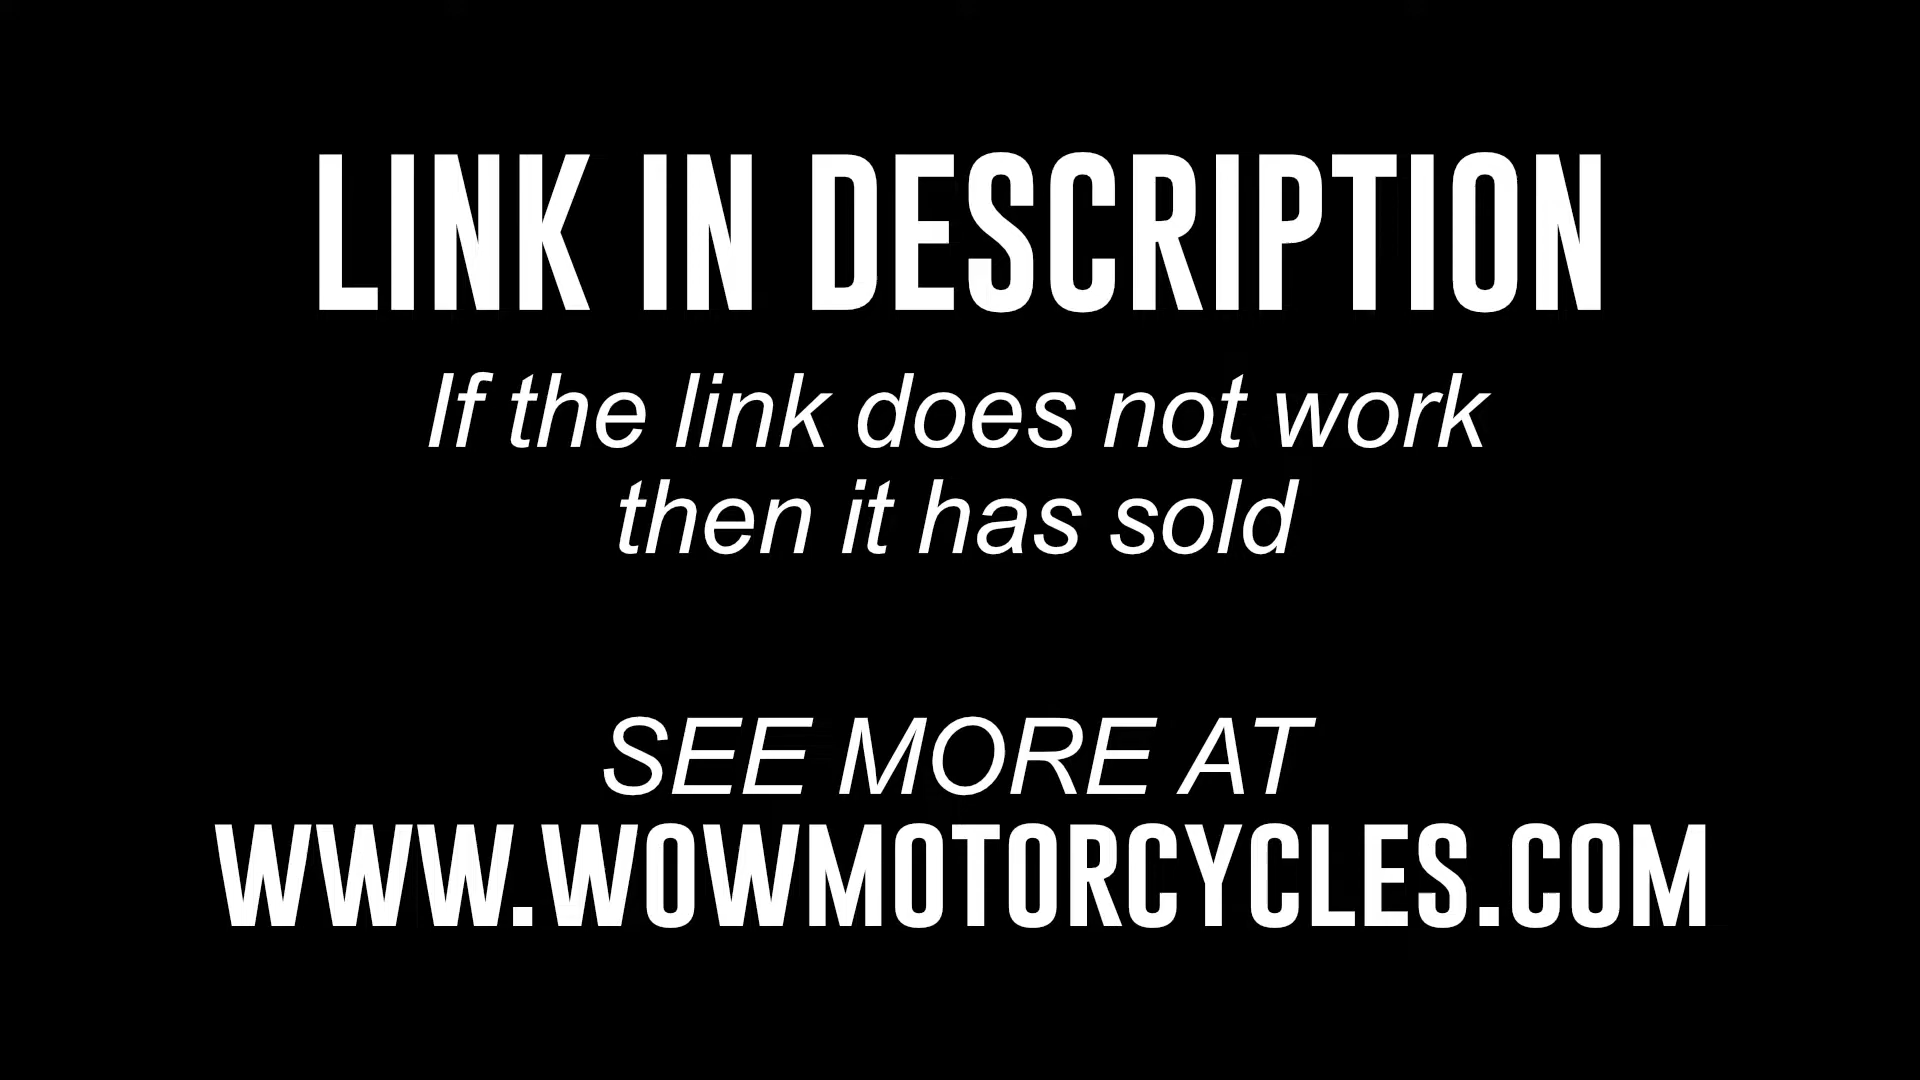 LINK IN DESCRIPTION
If the link does not work
then it has sold
SEE MORE AT
WWW.WOWMOTORCYCLES.COM